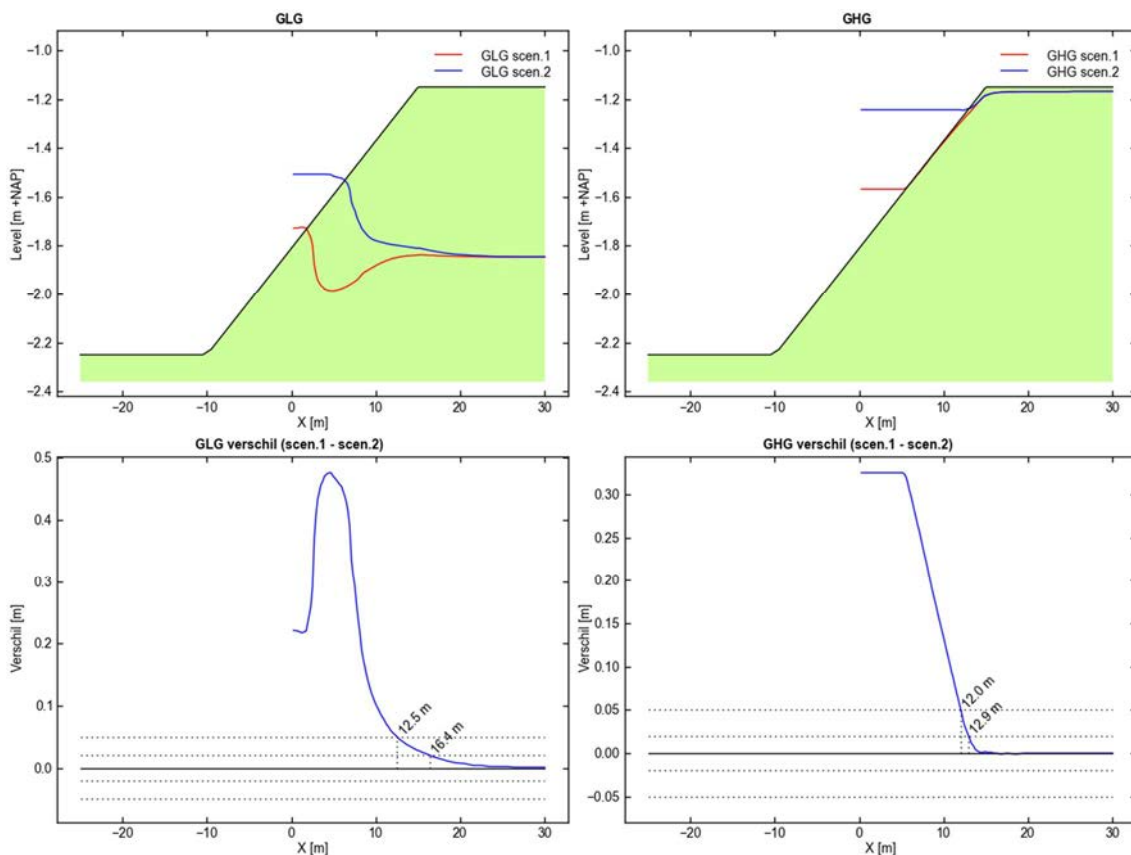 GLG
−1.0
−1.2
−1.4
−1.6
−1.8
−2.0
−2.2
−2.4
Level [m +NAP]
GLG scen.1
GLG scen.2
−20
−10
0
10
20
30
X [m]
GHG
−1.0
−1.2
−1.4
−1.6
−1.8
−2.0
−2.2
−2.4
Level [m +NAP]
GHG scen.1
GHG scen.2
−20
−10
0
10
20
30
X [m]
GLG verschil (scen.1 - scen.2)
0.5
0.4
0.3
0.2
0.1
0.0
Verschil [m]
12.5 m
16.4 m
−20
−10
0
10
20
30
X [m]
GHG verschil (scen.1 - scen.2)
0.30
0.25
0.20
0.15
0.10
0.05
0.00
−0.05
Verschil [m]
12.0 m
12.9 m
−20
−10
0
10
20
30
X [m]